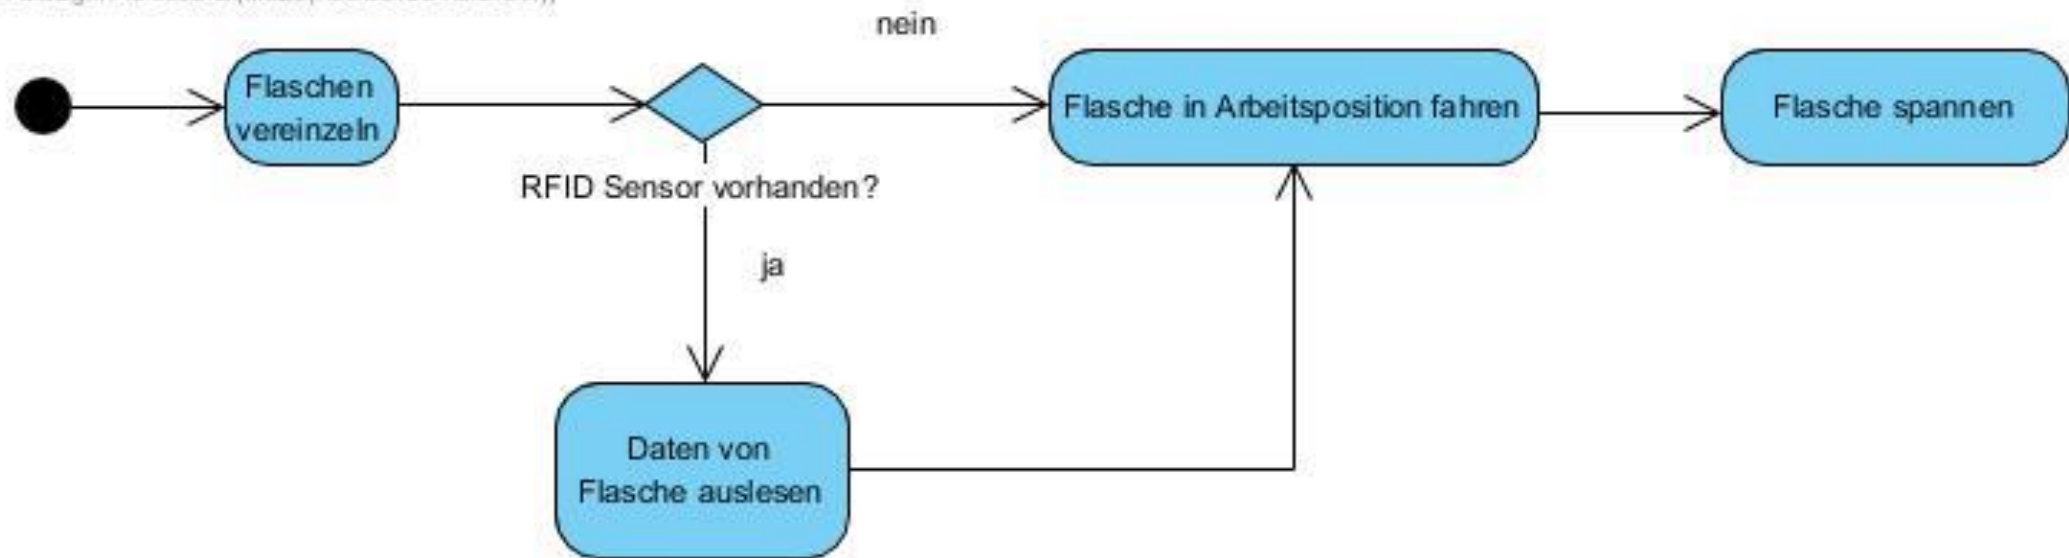 nein
Flaschen
vereinzeln
Flasche in Arbeitsposition fahren
Flasche spannen
RFID Sensor vorhanden?
ja
Daten von
Flasche auslesen